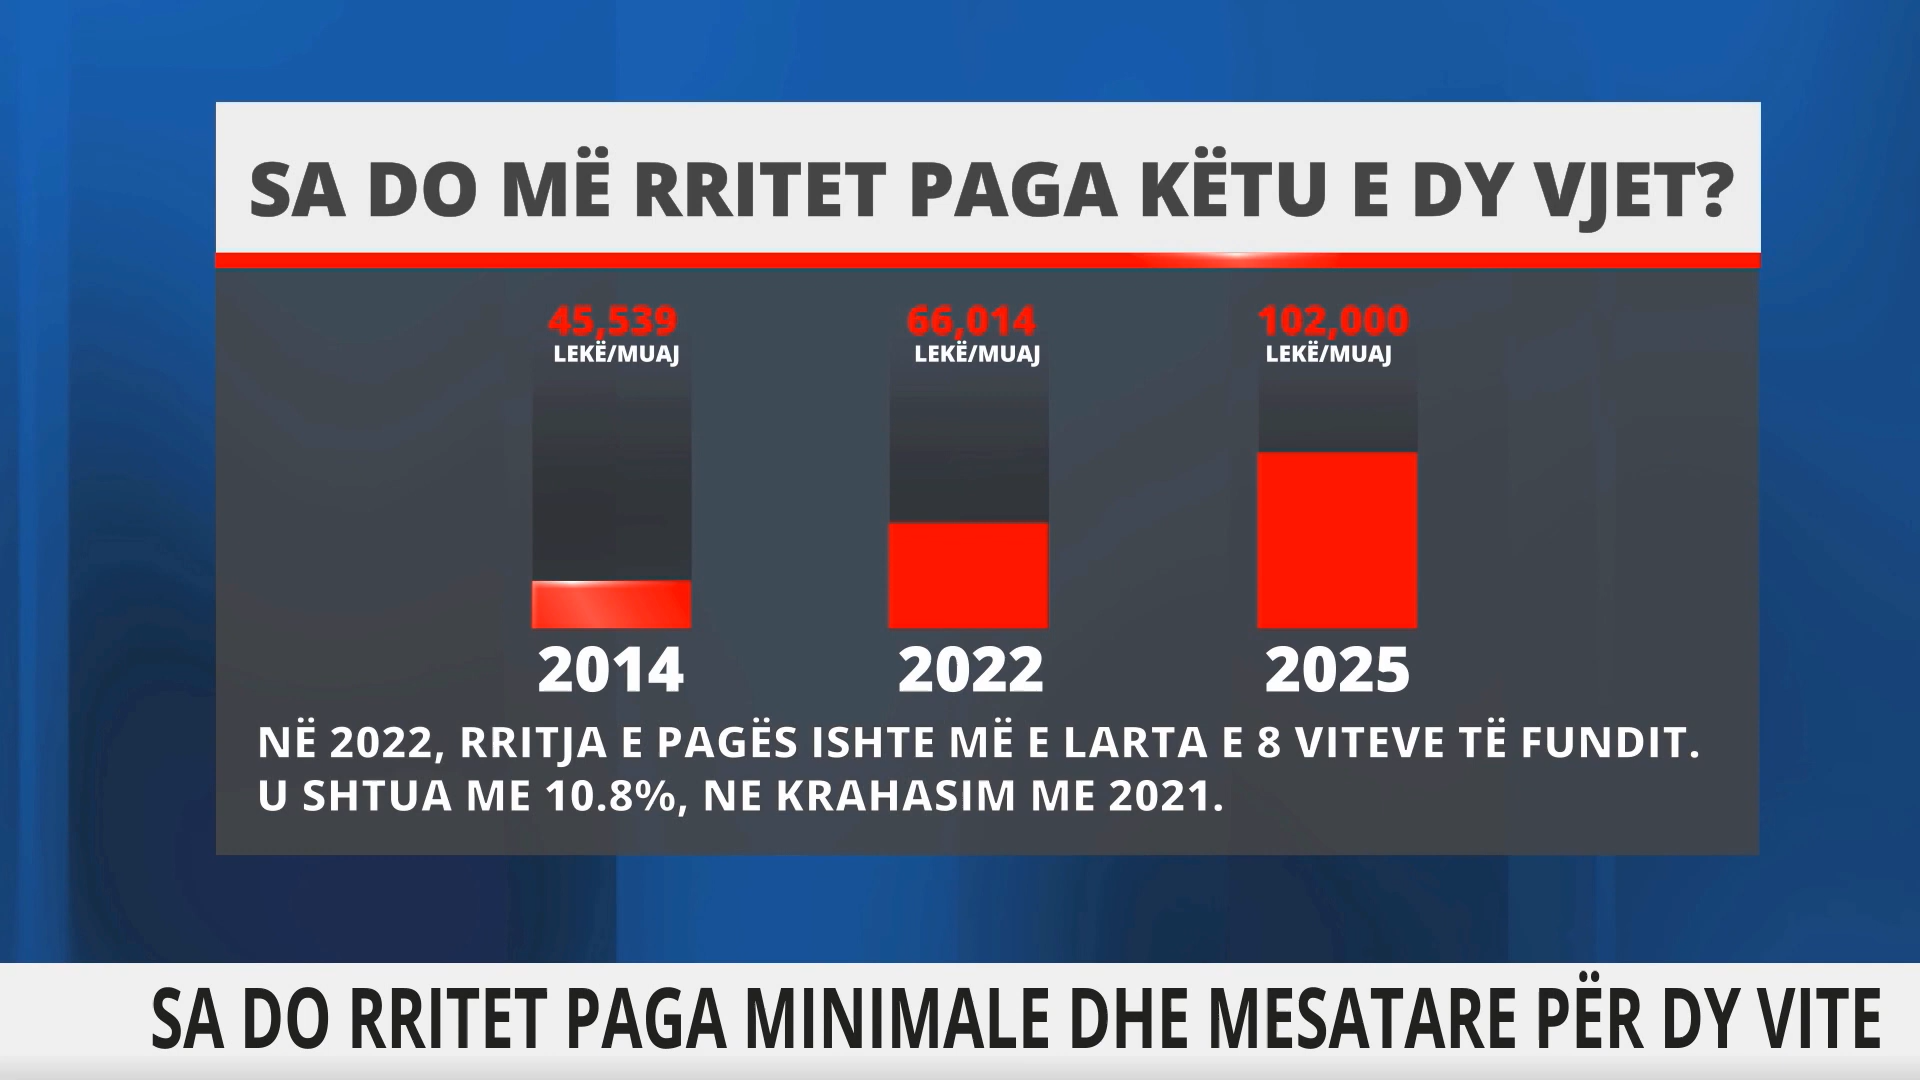 SA DO MË RRITET PAGA KËTU E DY VJET?
45,539 66,014 102,000
LEKË/MUAJ LEKË/MUAJ LEKË/MUAJ
2014 2022 2025
NË 2022, RRITJA E PAGËS ISHTE MË E LARTA E 8 VITEVE TË FUNDIT.
U SHTUA ME 10.8%, NE KRAHASIM ME 2021.
SA DO RRITET PAGA MINIMALE DHE MESATARE PËR DY VITE